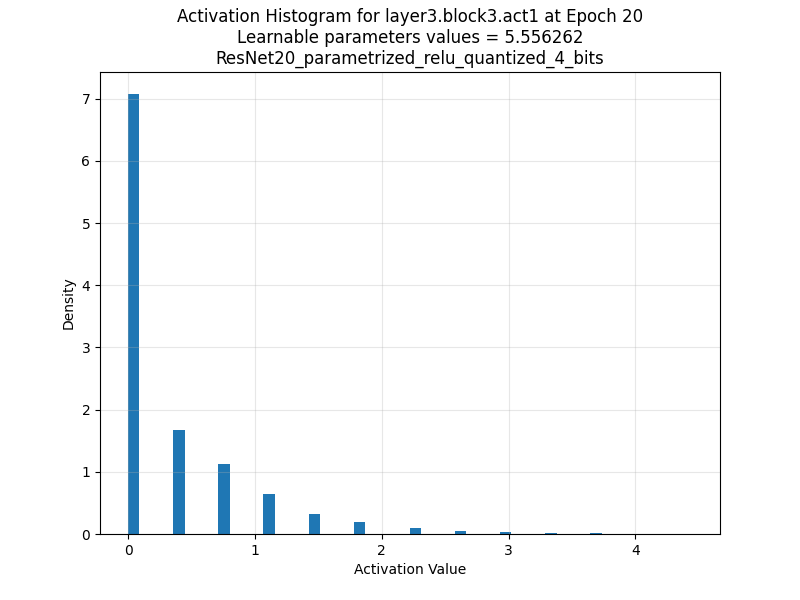 Activation Histogram for layer3.block3.act1 at Epoch 20
Learnable parameters values = 5.556262
ResNet20_parametrized_relu_quantized_4_bits
7
6
5
4
3
2
1
0
Density
0 1 2 3 4
Activation Value